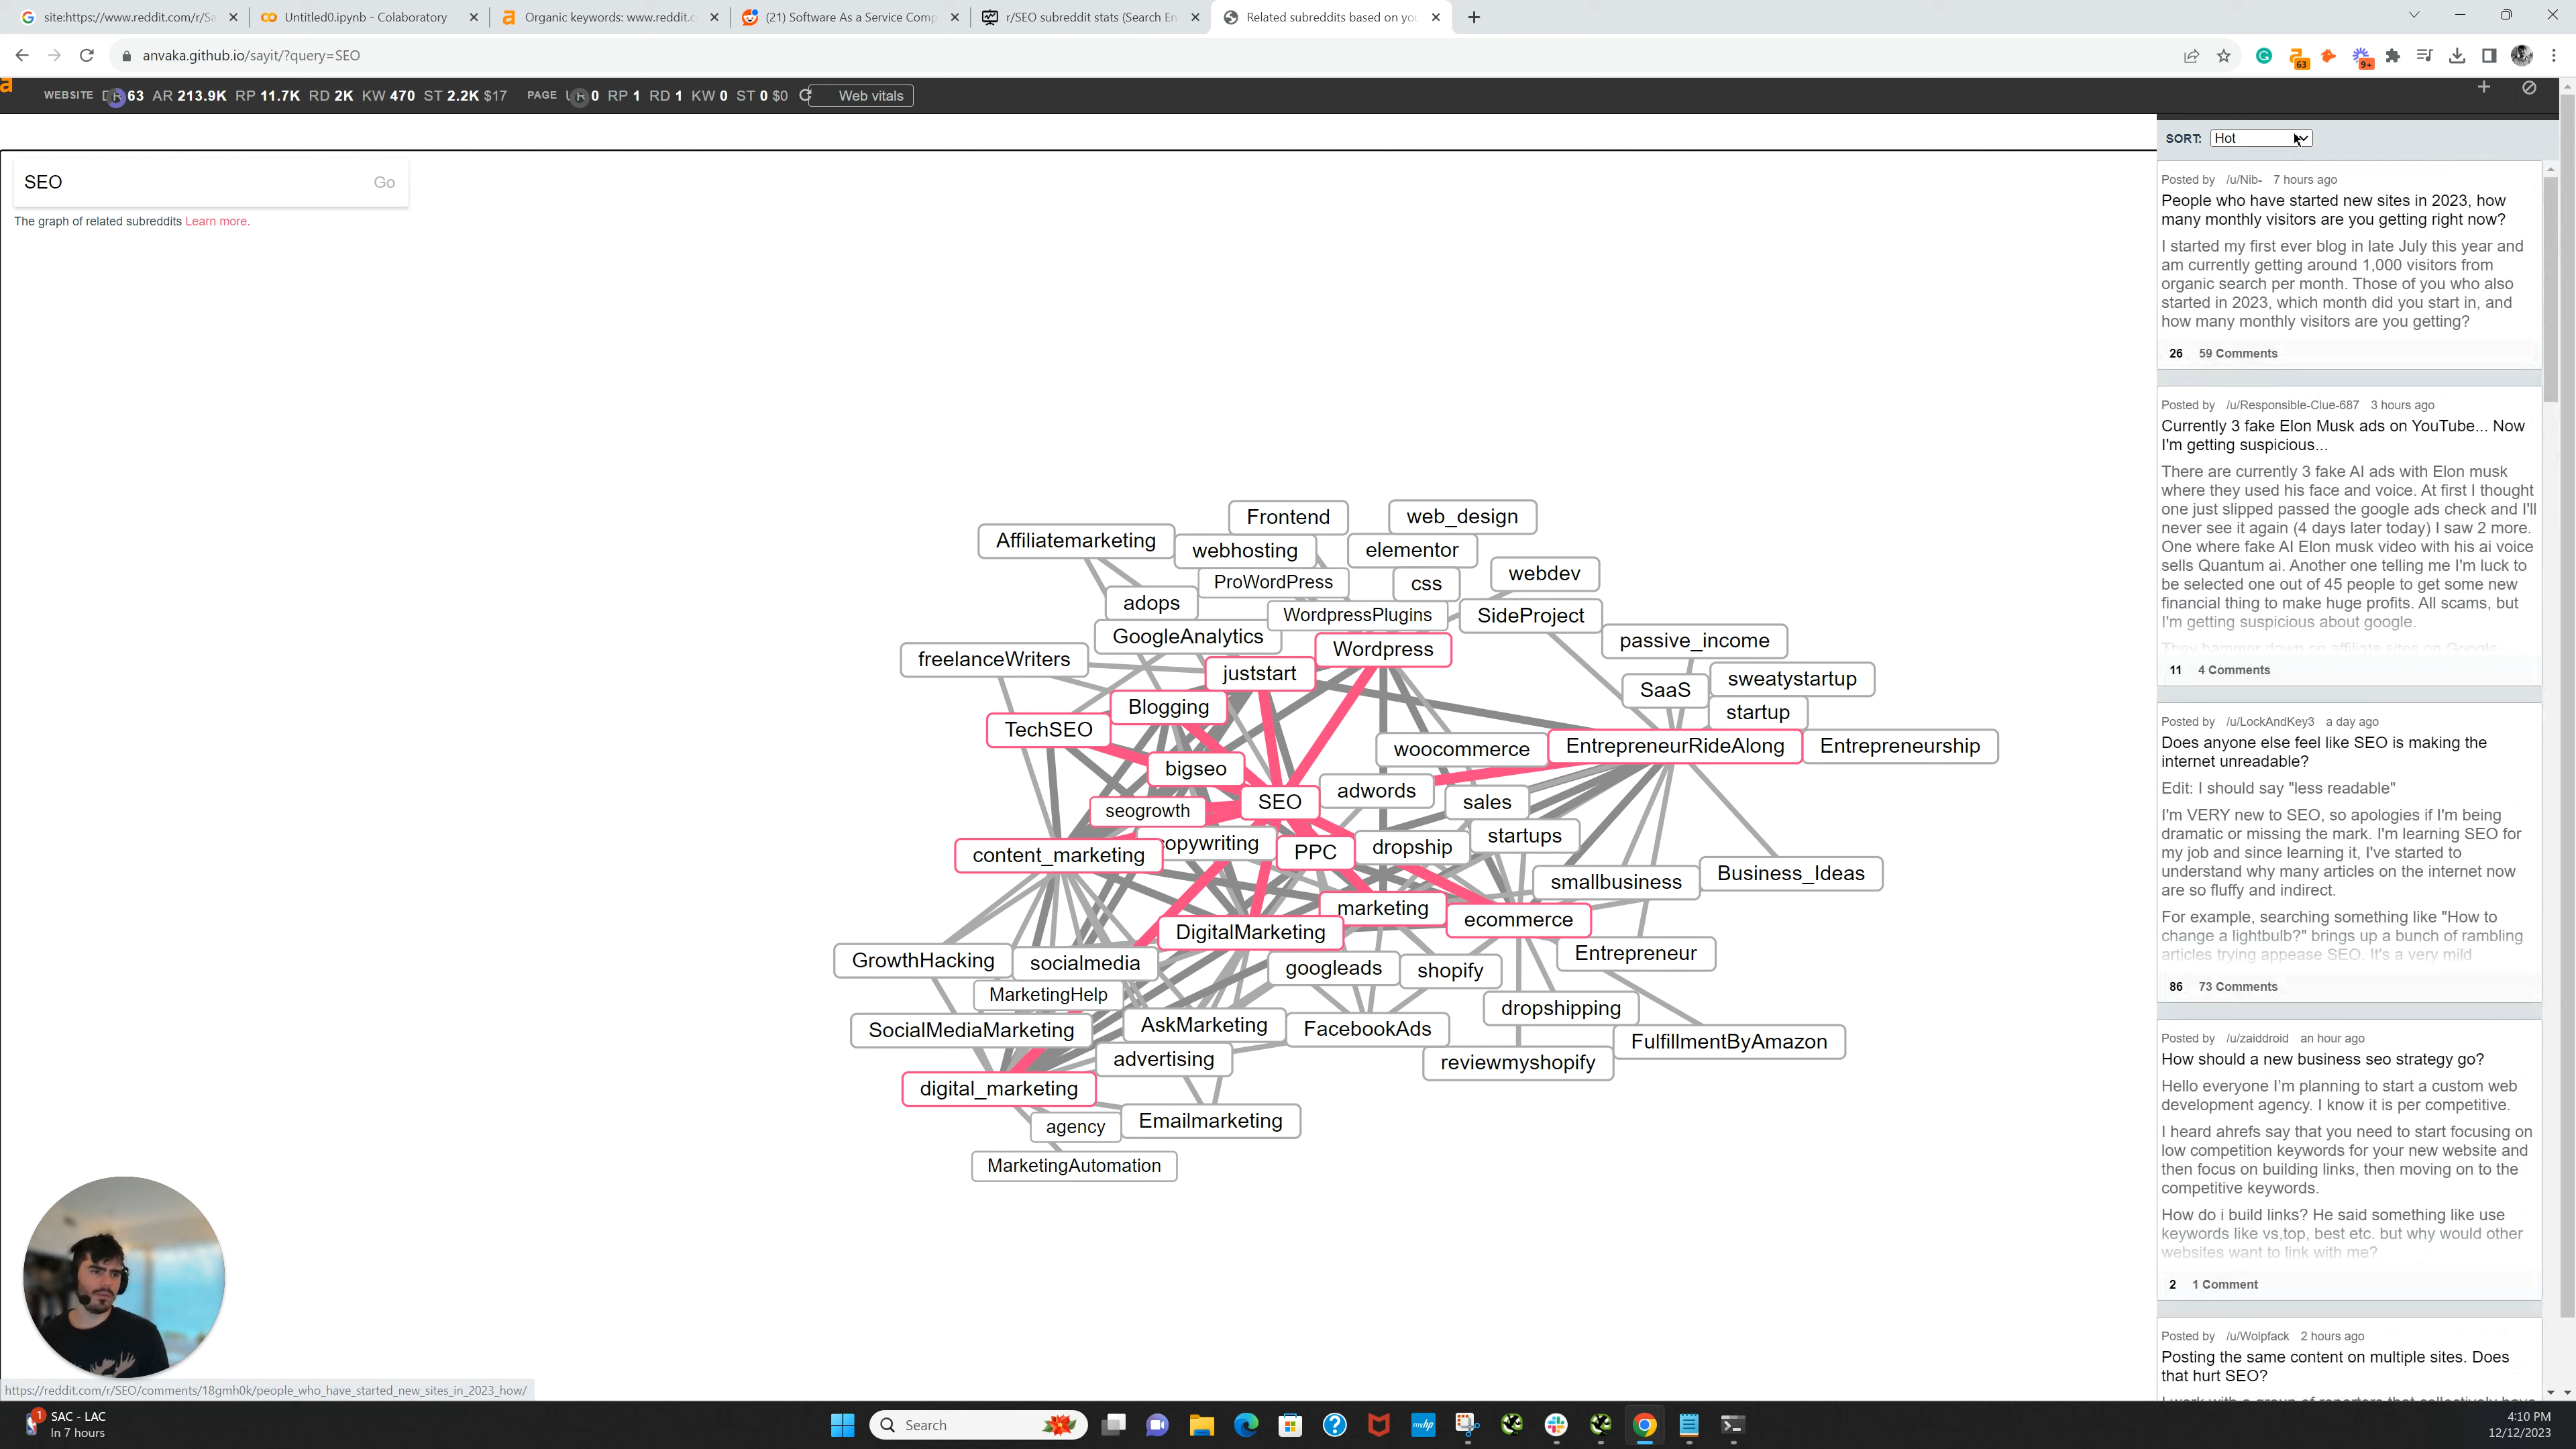 site:https://www.reddit.com/r/Sa
Untitled0.ipynb - Colaboratory
Organic keywords: www.reddit.c
(21) Software As a Service Comp
r/SEO subreddit stats (Search En
Related subreddits based on yo
anvaka.github.io/sayit/?query=SEO
63
9+
WEBSITE DR 63 AR 213.9K RP 11.7K RD 2K KW 470 ST 2.2K $17 PAGE UR 0 RP 1 RD 1 KW 0 ST 0 $0 Web vitals
SORT: Hot
SEO Go
The graph of related subreddits Learn more.
Frontend
web_design
Affiliatemarketing
webhosting
elementor
webdev
ProWordPress
css
adops
WordpressPlugins
SideProject
GoogleAnalytics
passive_income
Wordpress
freelanceWriters
juststart
SaaS
sweatystartup
Blogging
startup
TechSEO
woocommerce
EntrepreneurRideAlong
Entrepreneurship
bigseo
adwords
SEO
sales
seogrowth
startups
content_marketing
opywriting
PPC
dropship
smallbusiness
Business_Ideas
marketing
ecommerce
DigitalMarketing
Entrepreneur
GrowthHacking
socialmedia
googleads
shopify
MarketingHelp
dropshipping
SocialMediaMarketing
AskMarketing
FacebookAds
FulfillmentByAmazon
advertising
reviewmyshopify
digital_marketing
agency
Emailmarketing
MarketingAutomation
Posted by /u/Nib- 7 hours ago
People who have started new sites in 2023, how
many monthly visitors are you getting right now?
I started my first ever blog in late July this year and
am currently getting around 1,000 visitors from
organic search per month. Those of you who also
started in 2023, which month did you start in, and
how many monthly visitors are you getting?
26 59 Comments
Posted by /u/Responsible-Clue-687 3 hours ago
Currently 3 fake Elon Musk ads on YouTube... Now
I'm getting suspicious...
There are currently 3 fake AI ads with Elon musk
where they used his face and voice. At first I thought
one just slipped passed the google ads check and I'll
never see it again (4 days later today) I saw 2 more.
One where fake AI Elon musk video with his ai voice
sells Quantum ai. Another one telling me I'm luck to
be selected one out of 45 people to get some new
financial thing to make huge profits. All scams, but
I'm getting suspicious about google.
They hammer down on affiliate sites on Google
11 4 Comments
Posted by /u/LockAndKey3 a day ago
Does anyone else feel like SEO is making the
internet unreadable?
Edit: I should say "less readable"
I'm VERY new to SEO, so apologies if I'm being
dramatic or missing the mark. I'm learning SEO for
my job and since learning it, I've started to
understand why many articles on the internet now
are so fluffy and indirect.
For example, searching something like "How to
change a lightbulb?" brings up a bunch of rambling
articles trying appease SEO. It's a very mild
86 73 Comments
Posted by /u/zaiddroid an hour ago
How should a new business seo strategy go?
Hello everyone I'm planning to start a custom web
development agency. I know it is per competitive.
I heard ahrefs say that you need to start focusing on
low competition keywords for your new website and
then focus on building links, then moving on to the
competitive keywords.
How do i build links? He said something like use
keywords like vs,top, best etc. but why would other
websites want to link with me?
2 1 Comment
Posted by /u/Wolpfack 2 hours ago
Posting the same content on multiple sites. Does
that hurt SEO?
https://reddit.com/r/SEO/comments/18gmh0k/people_who_have_started_new_sites_in_2023_how/
1
SAC - LAC
In 7 hours
Search
myhp
4:10 PM
12/12/2023